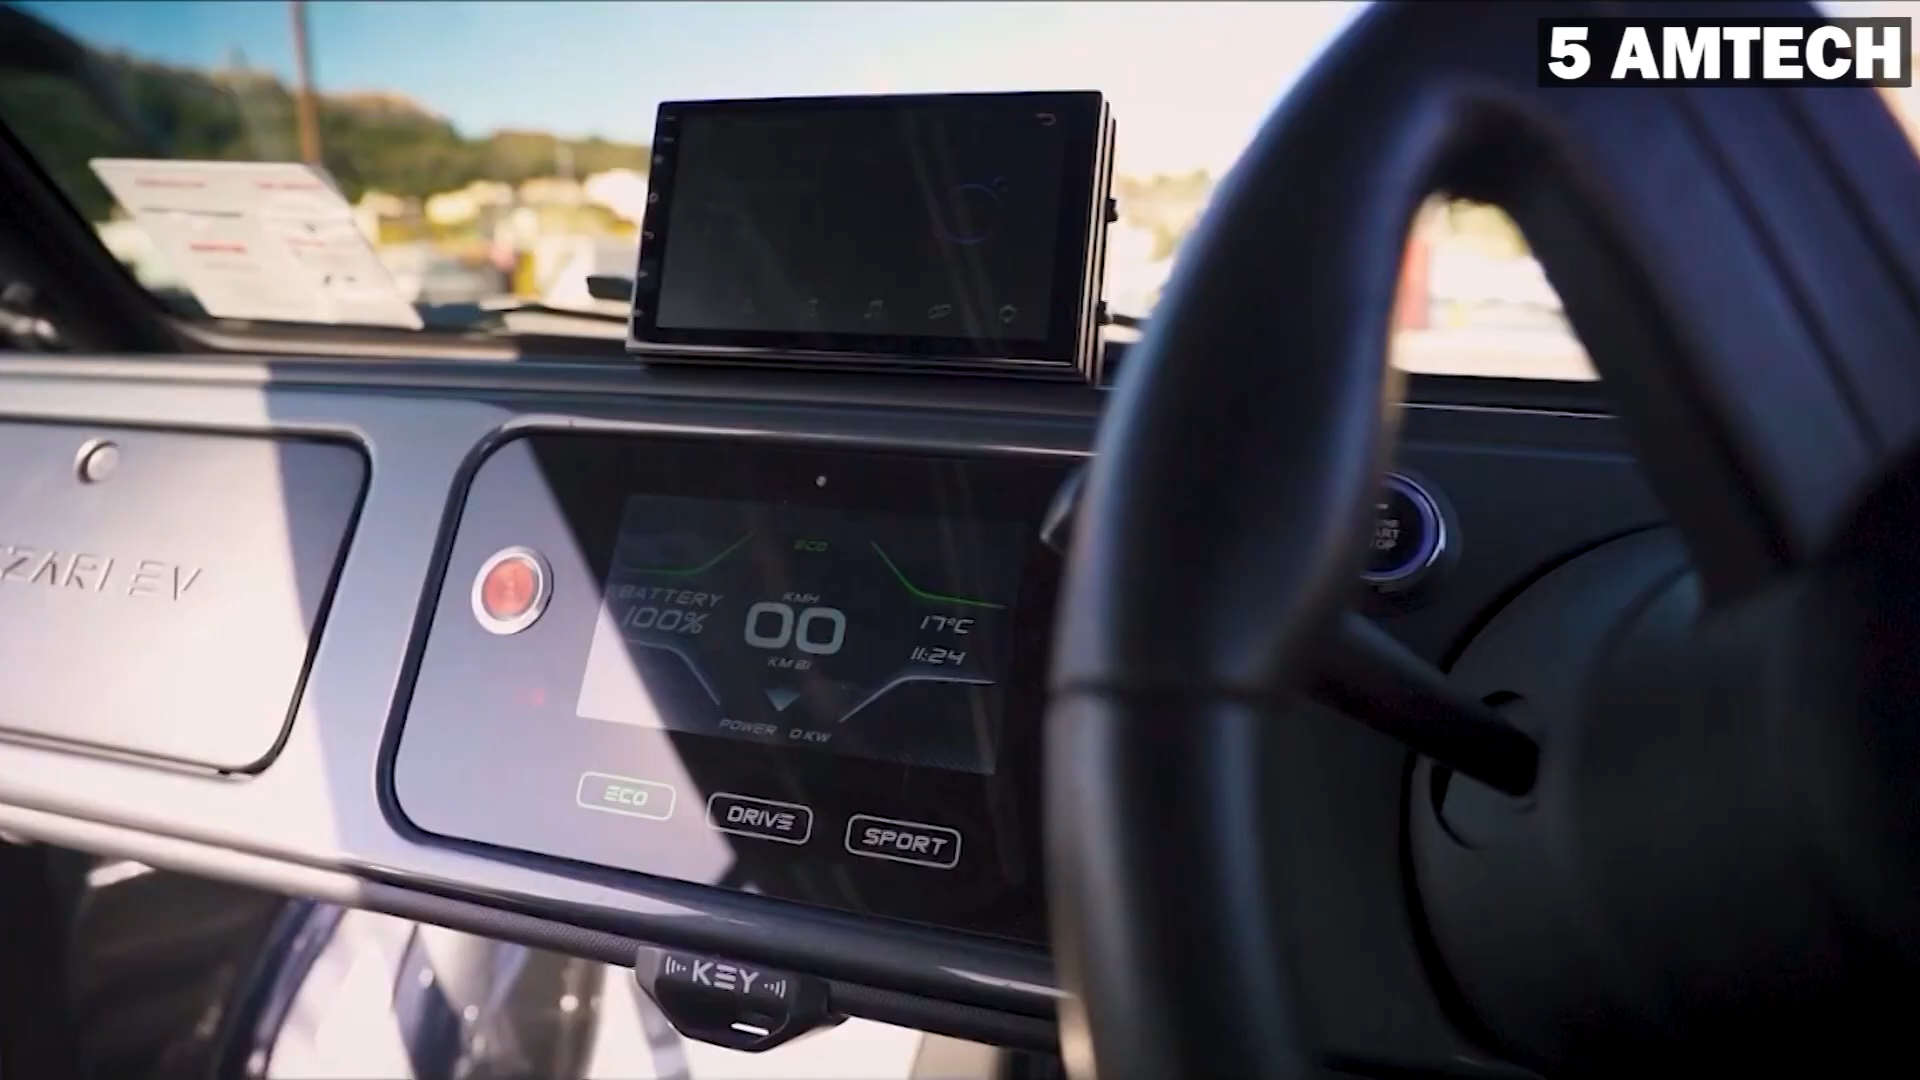 5 AMTECH
ZARI EV
ECO
BATTERY
100%
KMH
00
17°C
11:24
POWER 0 KW
ECO
DRIVE
SPORT
KEY